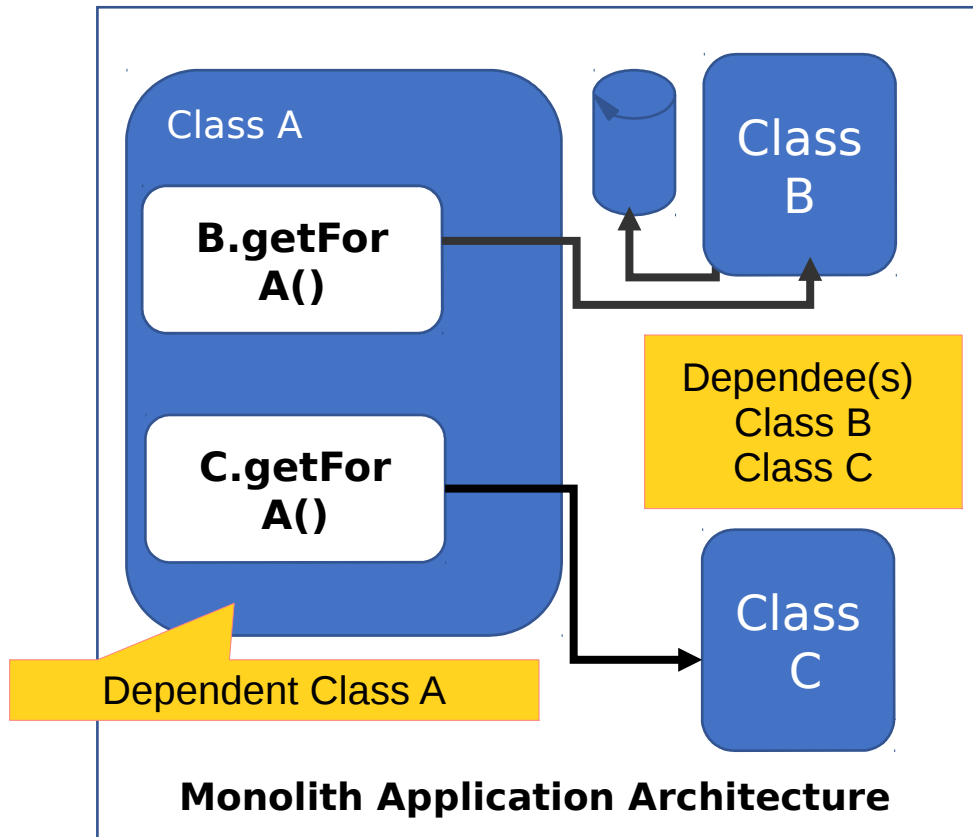 Class A
B.getFor
A()
C.getFor
A()
Dependent Class A
Class
B
Dependee(s)
Class B
Class C
Class
C
Monolith Application Architecture